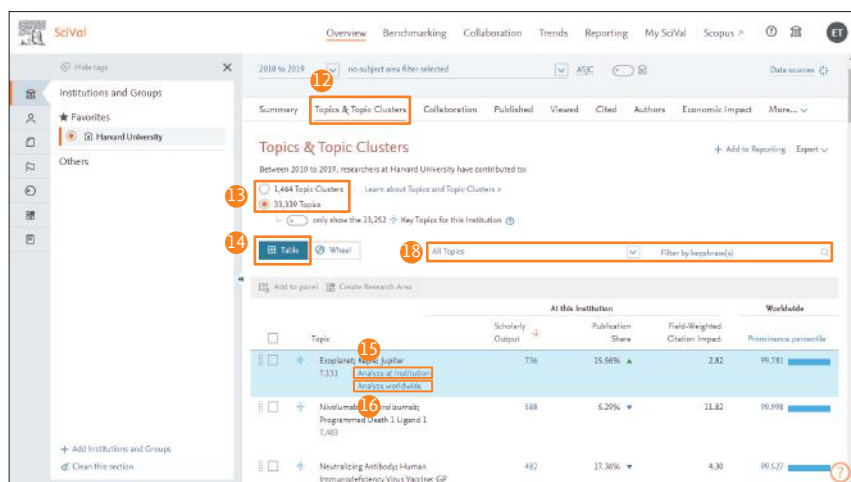 SciVal
Overview Benchmarking Collaboration Trends Reporting My SciVal Scopus ↗ ET
Hide tags
2010 to 2019 no subject area filter selected ASJC Data sources
12
Institutions and Groups
Summary Topics & Topic Clusters Collaboration Published Viewed Cited Authors Economic Impact More...
★ Favorites
Harvard University
Others
Topics & Topic Clusters
+ Add to Reporting Export
Between 2010 to 2019, researchers at Harvard University have contributed to:
13
1,464 Topic Clusters Learn about Topics and Topic Clusters
33,339 Topics
only show the 13,252 Key Topics for this Institution
14
Table Wheel
18
All Topics Filter by keyphrase(s)
Add to panel Create Research Area
At this Institution Worldwide
Topic Scholarly Output Publication Share Field-Weighted Citation Impact Prominence percentile
15
Exoplanet; Jupiter 736 15.56% ▲ 2.82 99.781
T.131 Analyze at Institution
Analyze worldwide
16
588 5.29% ▼ 11.82 99.998
Programmed Death 1 Ligand 1
T.403
Neutralizing Antibody; Human 482 17.36% ▼ 4.30 99.527
Immunodeficiency Virus Vaccine; GP
+ Add Institutions and Groups
Clean this section
?